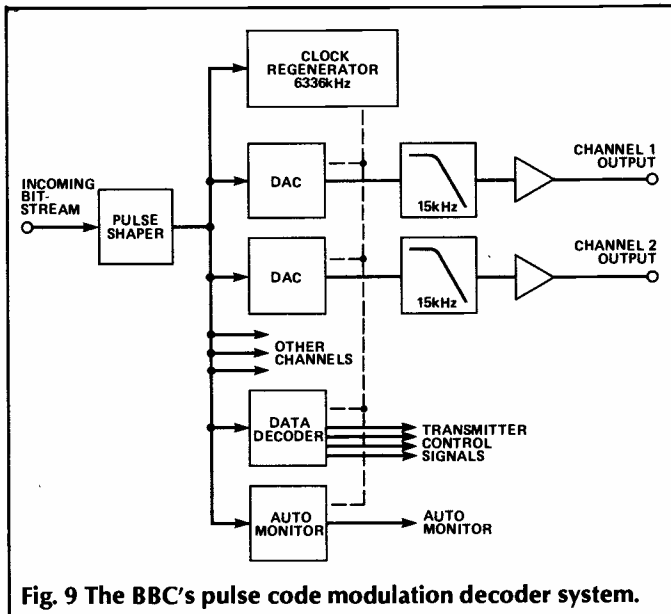 CLOCK
REGENERATOR
6336kHz
INCOMING
BIT-
STREAM
PULSE
SHAPER
DAC
15kHz
CHANNEL 1
OUTPUT
DAC
15kHz
CHANNEL 2
OUTPUT
OTHER
CHANNELS
DATA
DECODER
TRANSMITTER
CONTROL
SIGNALS
AUTO
MONITOR
AUTO
MONITOR
Fig. 9 The BBC's pulse code modulation decoder system.